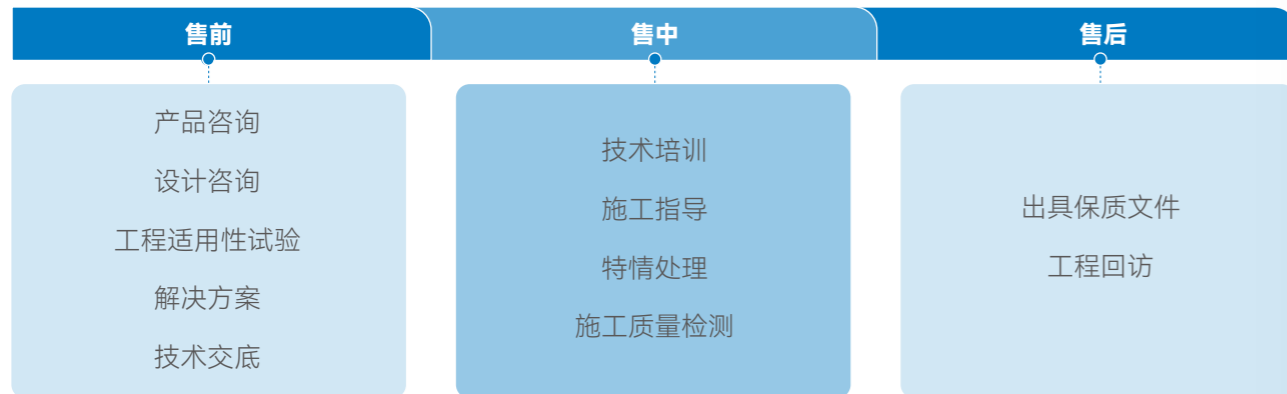 售前
产品咨询
设计咨询
工程适用性试验
解决方案
技术交底
售中
技术培训
施工指导
特情处理
施工质量检测
售后
出具保质文件
工程回访